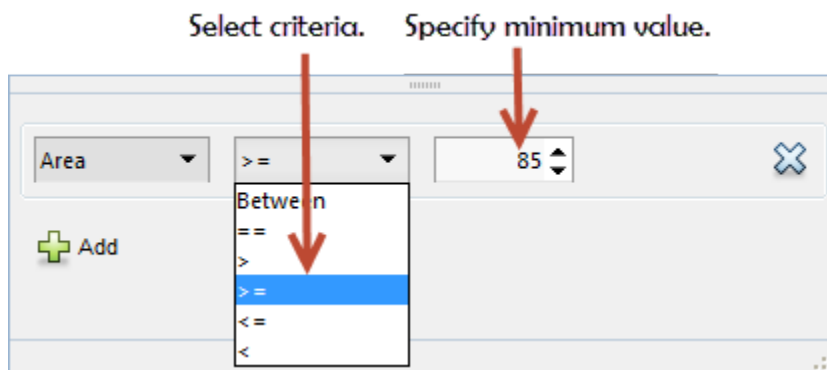 Select criteria. Specify minimum value.
Area >= 85
Between
==
>
>=
<=
<
Add